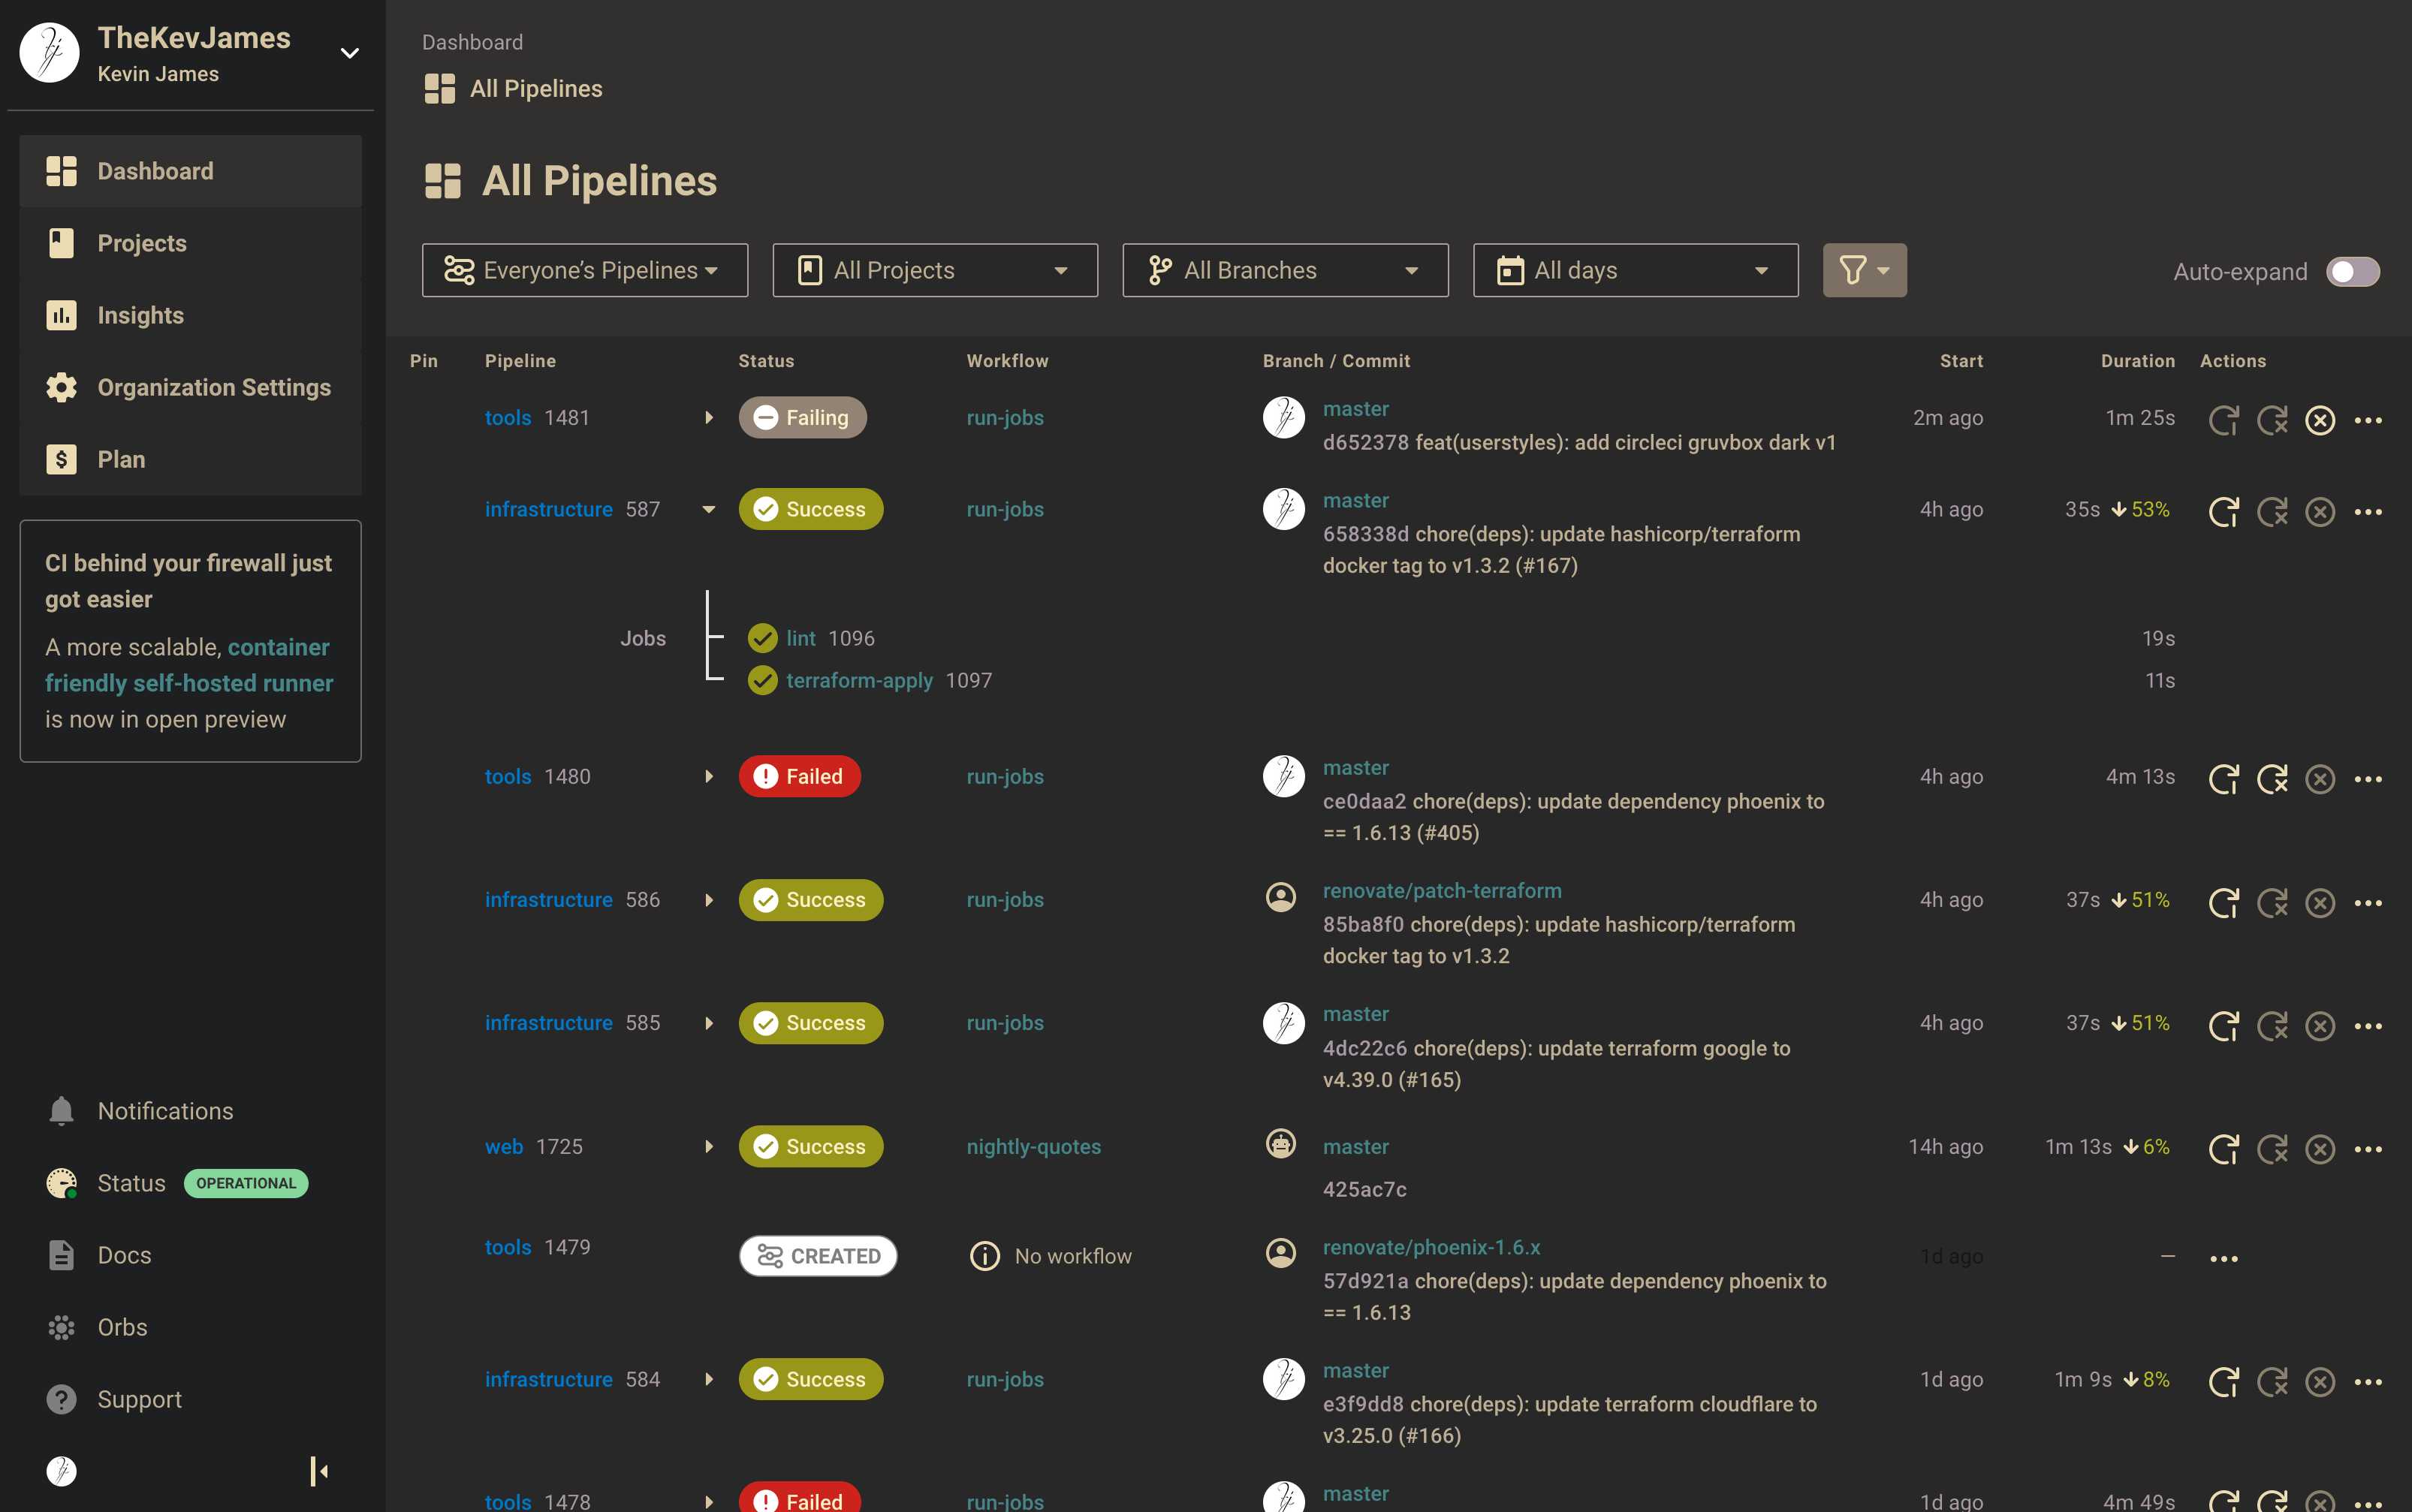 TheKevJames
Kevin James
Dashboard
Projects
Insights
Organization Settings
Plan
CI behind your firewall just
got easier
A more scalable, container
friendly self-hosted runner
is now in open preview
Notifications
Status OPERATIONAL
Docs
Orbs
Support
Dashboard
All Pipelines
All Pipelines
Everyone’s Pipelines All Projects All Branches All days Auto-expand
Pin Pipeline Status Workflow Branch / Commit Start Duration Actions
tools 1481 Failing run-jobs master 2m ago 1m 25s
d652378 feat(userstyles): add circleci gruvbox dark v1
infrastructure 587 Success run-jobs master 4h ago 35s 53%
658338d chore(deps): update hashicorp/terraform
docker tag to v1.3.2 (#167)
Jobs lint 1096 19s
terraform-apply 1097 11s
tools 1480 Failed run-jobs master 4h ago 4m 13s
ce0daa2 chore(deps): update dependency phoenix to
== 1.6.13 (#405)
infrastructure 586 Success run-jobs renovate/patch-terraform 4h ago 37s 51%
85ba8f0 chore(deps): update hashicorp/terraform
docker tag to v1.3.2
infrastructure 585 Success run-jobs master 4h ago 37s 51%
4dc22c6 chore(deps): update terraform google to
v4.39.0 (#165)
web 1725 Success nightly-quotes master 14h ago 1m 13s 6%
425ac7c
tools 1479 CREATED No workflow renovate/phoenix-1.6.x 1d ago –
57d921a chore(deps): update dependency phoenix to
== 1.6.13
infrastructure 584 Success run-jobs master 1d ago 1m 9s 8%
e3f9dd8 chore(deps): update terraform cloudflare to
v3.25.0 (#166)
tools 1478 Failed run-jobs master 1d ago 4m 49s